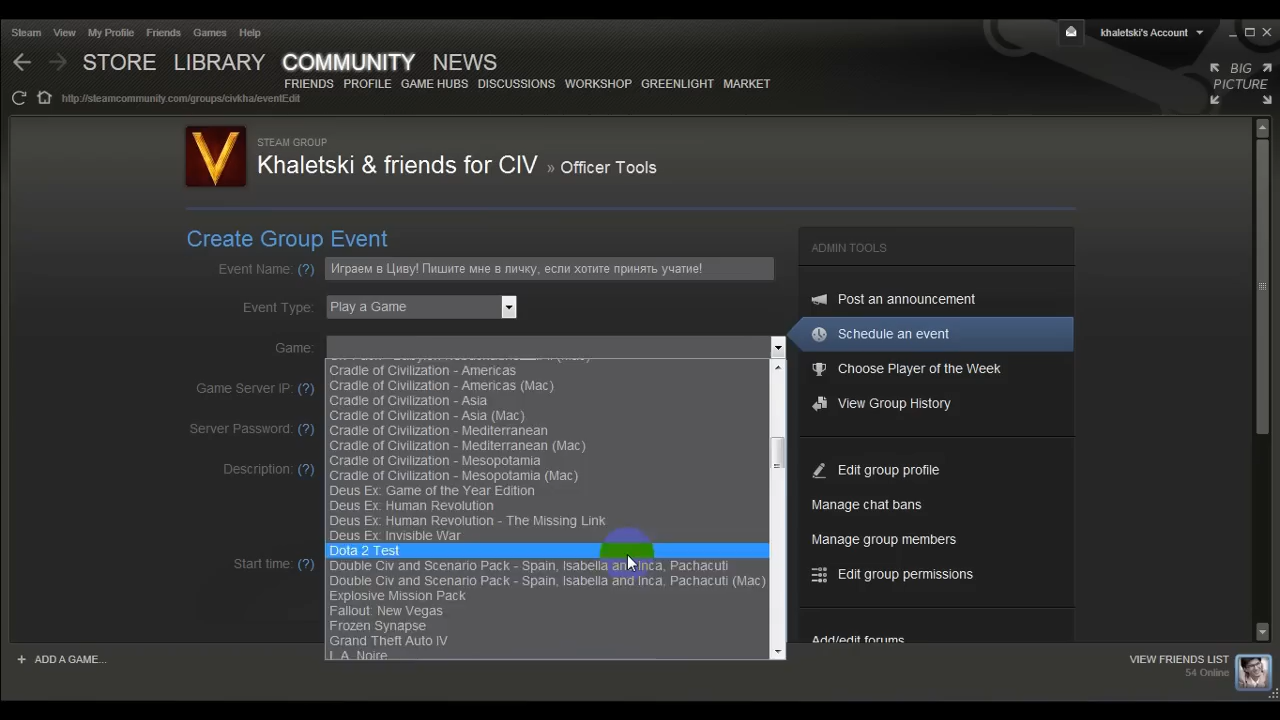 Steam View My Profile Friends Games Help
khaletski's Account
STORE LIBRARY COMMUNITY NEWS
BIG PICTURE
FRIENDS PROFILE GAME HUBS DISCUSSIONS WORKSHOP GREENLIGHT MARKET
http://steamcommunity.com/groups/civkha/eventEdit
STEAM GROUP
Khaletski & friends for CIV » Officer Tools
Create Group Event
Event Name: (?) Играем в Циву! Пишите мне в личку, если хотите принять учатие!
Event Type: Play a Game
Game:
Game Server IP: (?)
Server Password: (?)
Description: (?)
Start time: (?)
Cradle of Civilization - Americas
Cradle of Civilization - Americas (Mac)
Cradle of Civilization - Asia
Cradle of Civilization - Asia (Mac)
Cradle of Civilization - Mediterranean
Cradle of Civilization - Mediterranean (Mac)
Cradle of Civilization - Mesopotamia
Cradle of Civilization - Mesopotamia (Mac)
Deus Ex: Game of the Year Edition
Deus Ex: Human Revolution
Deus Ex: Human Revolution - The Missing Link
Deus Ex: Invisible War
Dota 2 Test
Double Civ and Scenario Pack - Spain, Isabella and Inca, Pachacuti
Double Civ and Scenario Pack - Spain, Isabella and Inca, Pachacuti (Mac)
Explosive Mission Pack
Fallout: New Vegas
Frozen Synapse
Grand Theft Auto IV
L.A. Noire
ADMIN TOOLS
Post an announcement
Schedule an event
Choose Player of the Week
View Group History
Edit group profile
Manage chat bans
Manage group members
Edit group permissions
Add/edit forums
+ ADD A GAME...
VIEW FRIENDS LIST
54 Online